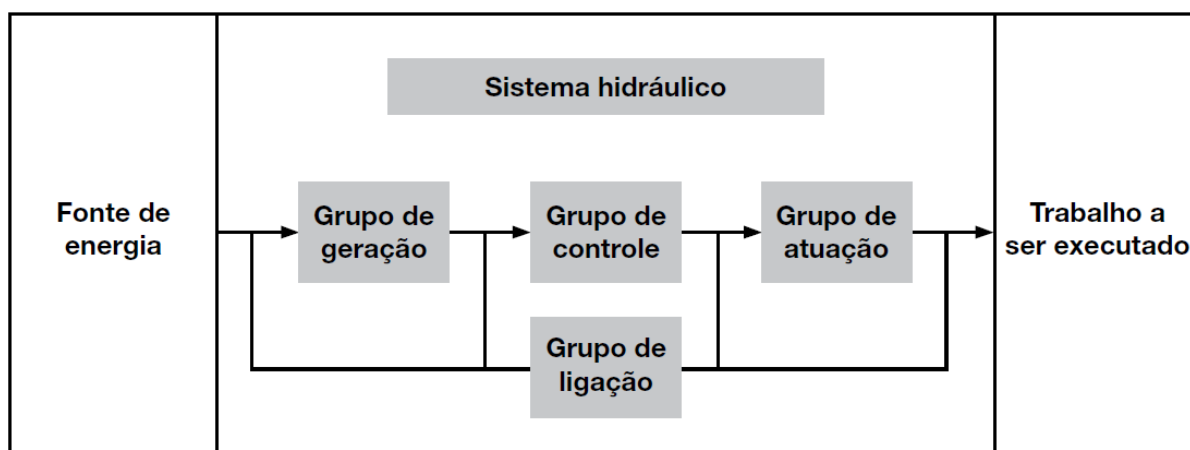 Sistema hidráulico
Fonte de
energia
Grupo de
geração
Grupo de
controle
Grupo de
atuação
Trabalho a
ser executado
Grupo de
ligação